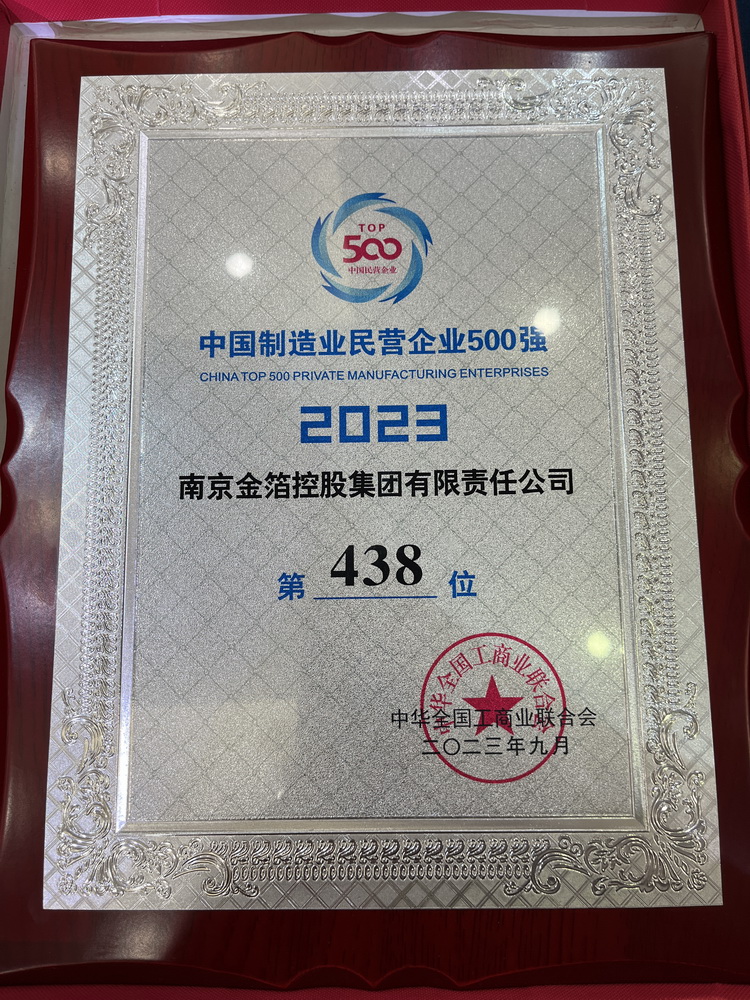 TOP
500
中国民营企业
中国制造业民营企业500强
CHINA TOP 500 PRIVATE MANUFACTURING ENTERPRISES
2023
南京金箔控股集团有限责任公司
第 438 位
中华全国工商业联合会
中华全国工商业联合会
二〇二三年九月